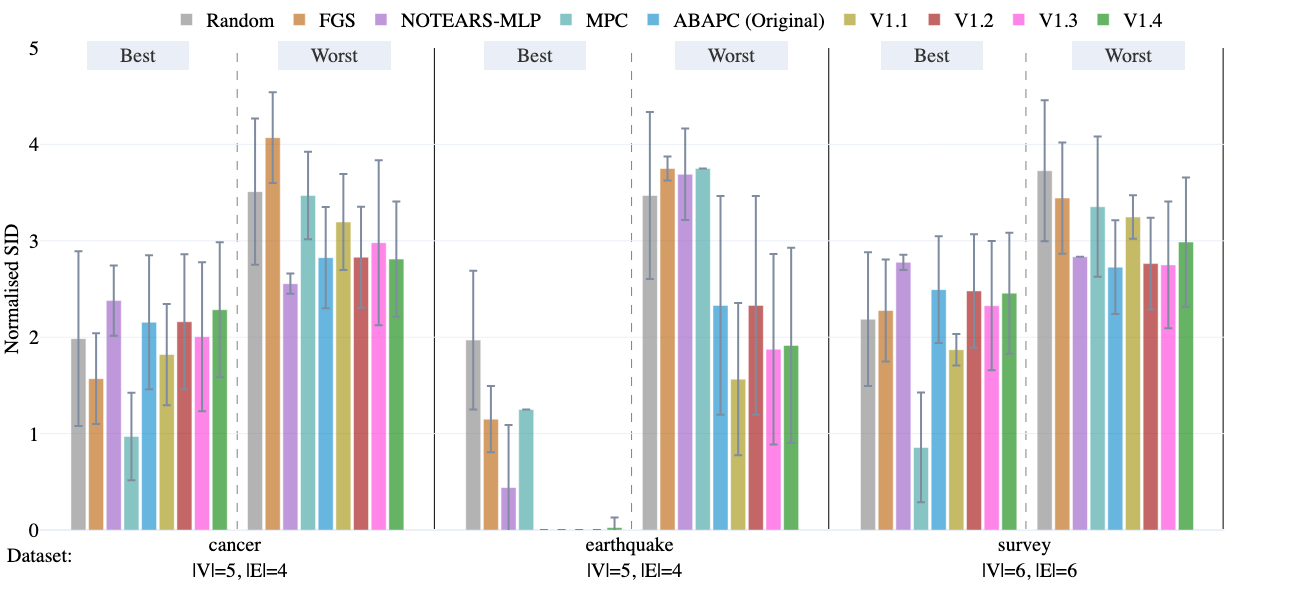 Random FGS NOTEARS-MLP MPC ABAPC (Original) V1.1 V1.2 V1.3 V1.4
Best Worst Best Worst Best Worst
Normalised SID
5
4
3
2
1
0
Dataset: cancer earthquake survey
|V|=5, |E|=4 |V|=5, |E|=4 |V|=6, |E|=6